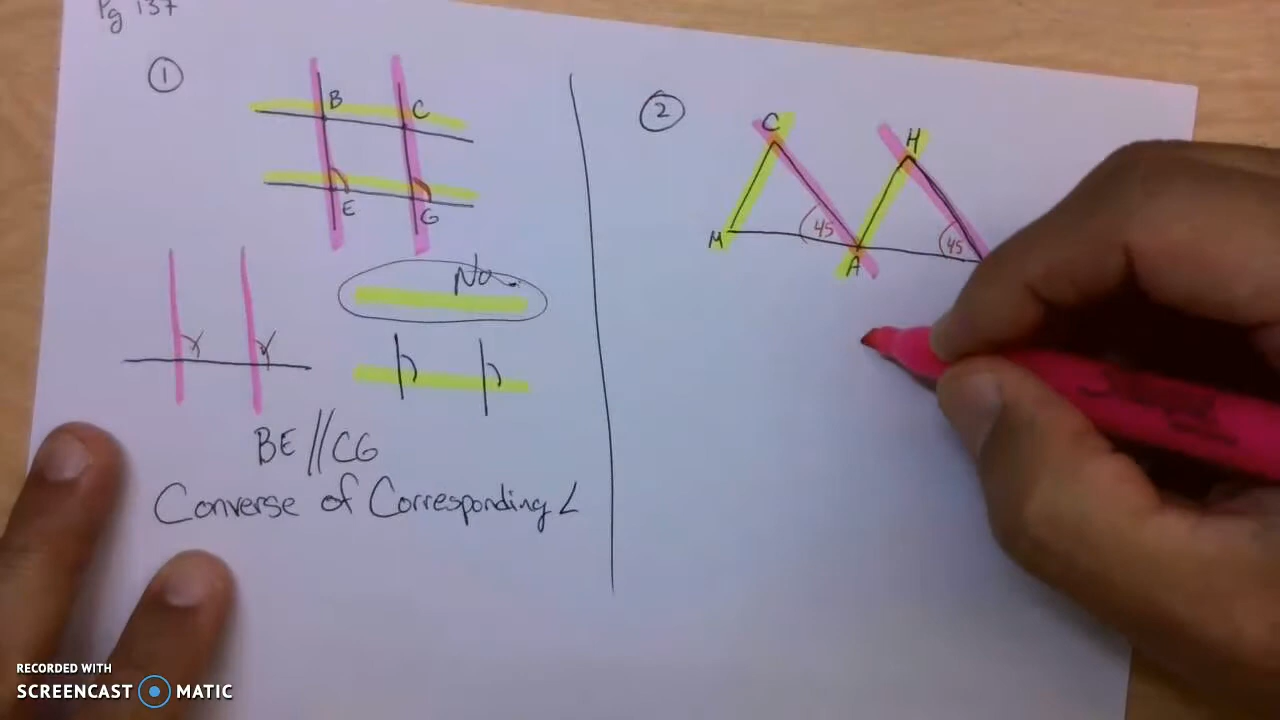 Pg 137
1
B C
E G
No.
BE // CG
Converse of Corresponding <
2
C H
45 45
M A
RECORDED WITH
SCREENCAST MATIC